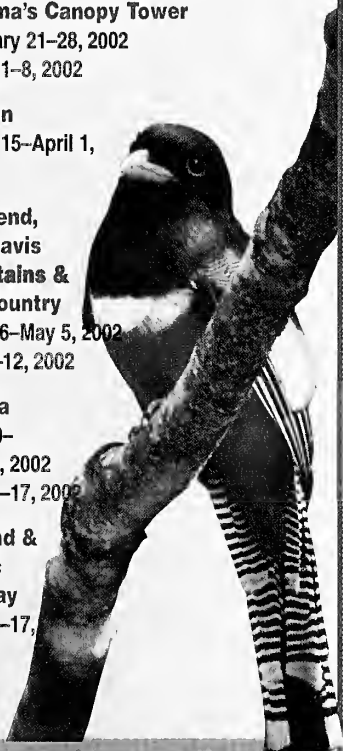 ma's Canopy Tower
ary 21–28, 2002
1–8, 2002
n
15–April 1,
end,
avis
tains &
ountry
6–May 5, 2002
-12, 2002
a
–
, 2002
–17, 2002
nd &
ay
–17,